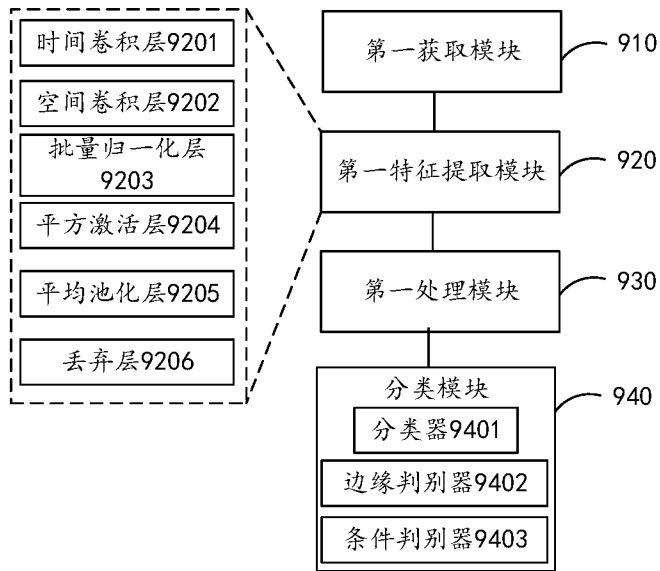 时间卷积层9201
空间卷积层9202
批量归一化层
9203
平方激活层9204
平均池化层9205
丢弃层9206
第一获取模块
910
第一特征提取模块
920
第一处理模块
930
分类模块
940
分类器9401
边缘判别器9402
条件判别器9403